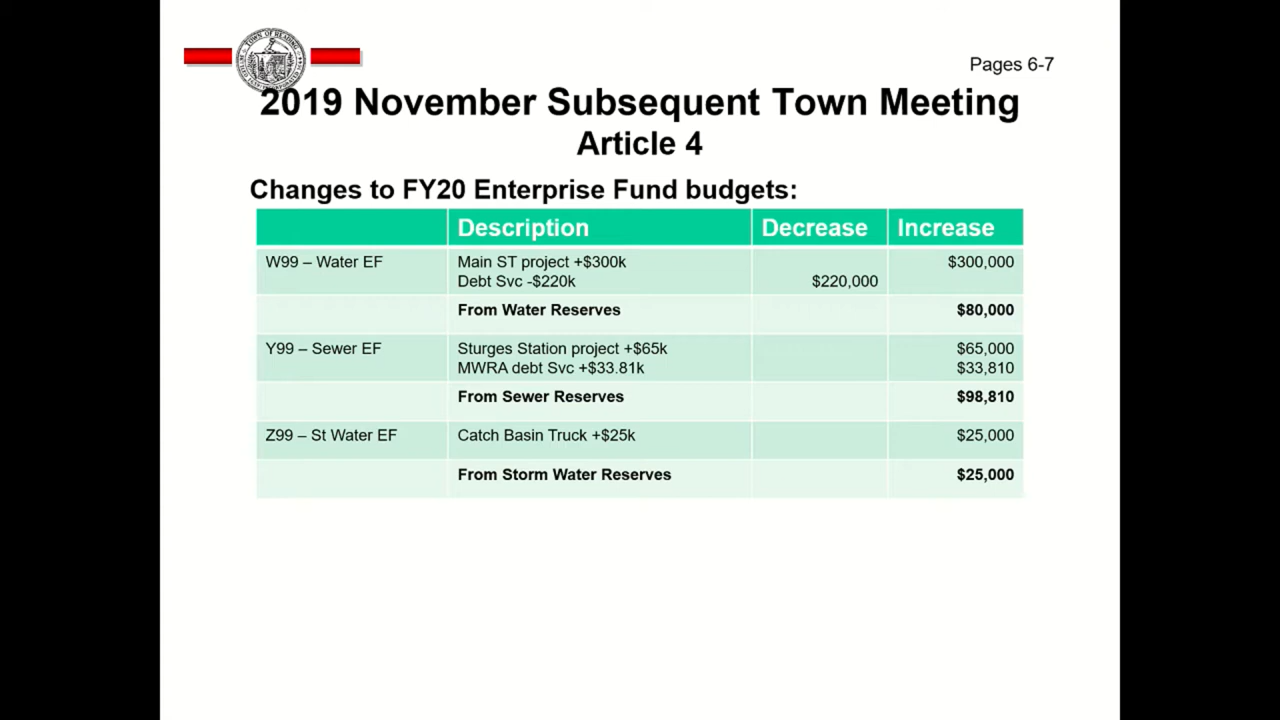 TOWN OF READING
Pages 6-7
2019 November Subsequent Town Meeting
Article 4
Changes to FY20 Enterprise Fund budgets:
Description Decrease Increase
W99 – Water EF Main ST project +$300k $300,000
Debt Svc -$220k $220,000
From Water Reserves $80,000
Y99 – Sewer EF Sturges Station project +$65k $65,000
MWRA debt Svc +$33.81k $33,810
From Sewer Reserves $98,810
Z99 – St Water EF Catch Basin Truck +$25k $25,000
From Storm Water Reserves $25,000